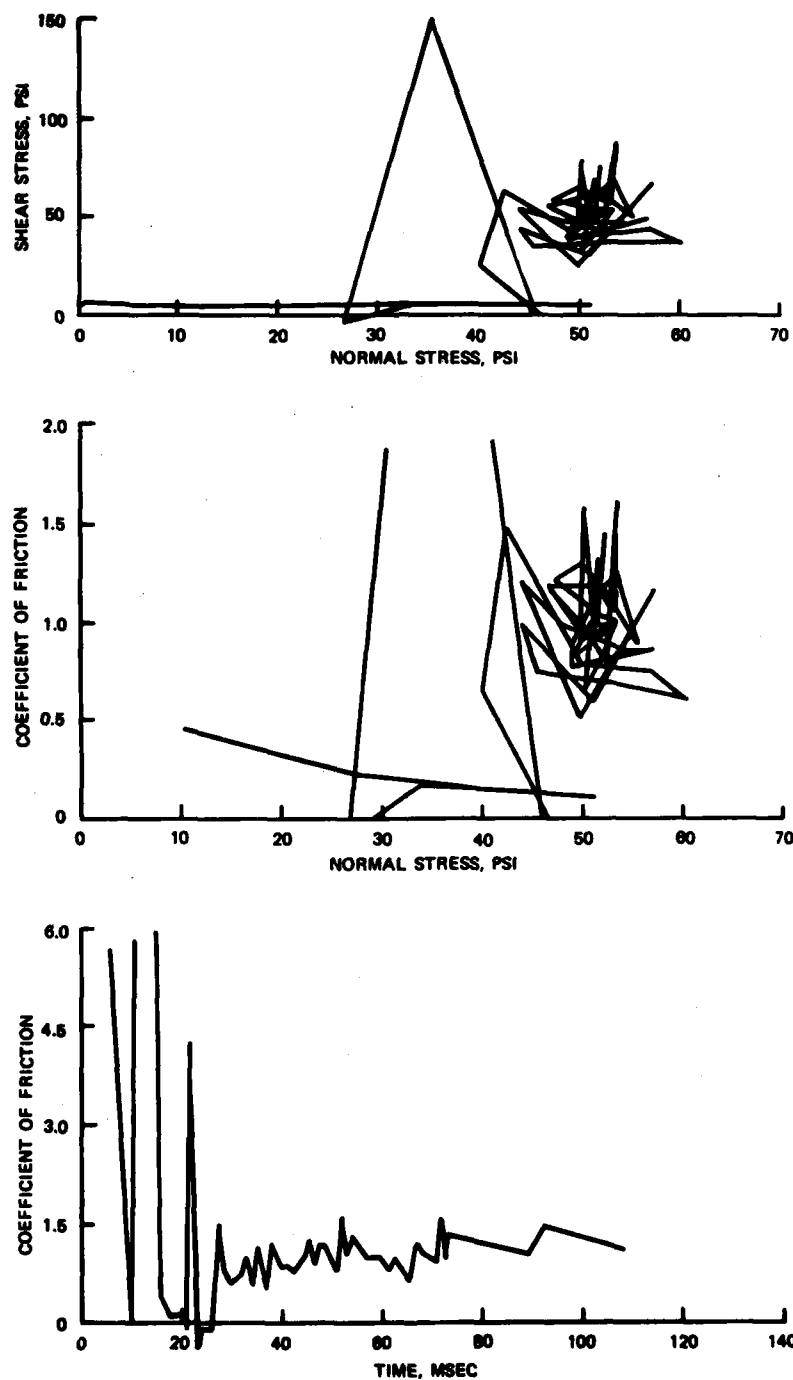 SHEAR STRESS, PSI
150
100
50
0
0 10 20 30 40 50 60 70
NORMAL STRESS, PSI
COEFFICIENT OF FRICTION
2.0
1.5
1.0
0.5
0
0 10 20 30 40 50 60 70
NORMAL STRESS, PSI
COEFFICIENT OF FRICTION
6.0
4.5
3.0
1.5
0
0 20 40 60 80 100 120 140
TIME, MSEC